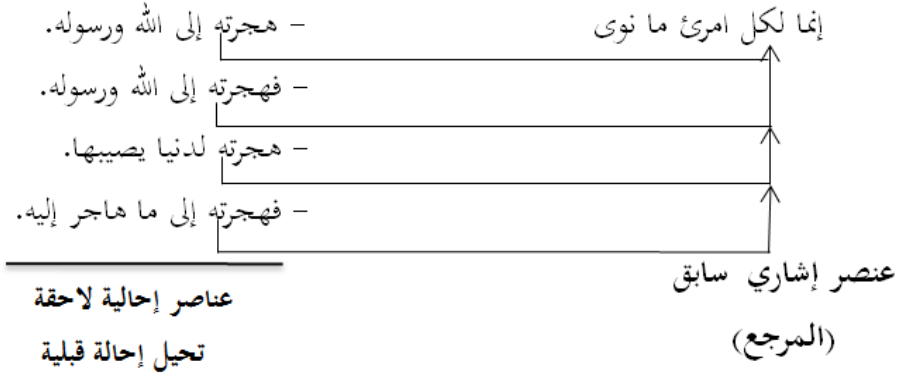 إنما لكل امرئ ما نوى
– هجرته إلى الله ورسوله.
– فهجرته إلى الله ورسوله.
– هجرته لدنيا يصيبها.
– فهجرته إلى ما هاجر إليه.
عنصر إشاري سابق
(المرجع)
عناصر إحالية لاحقة
تحيل إحالة قبلية